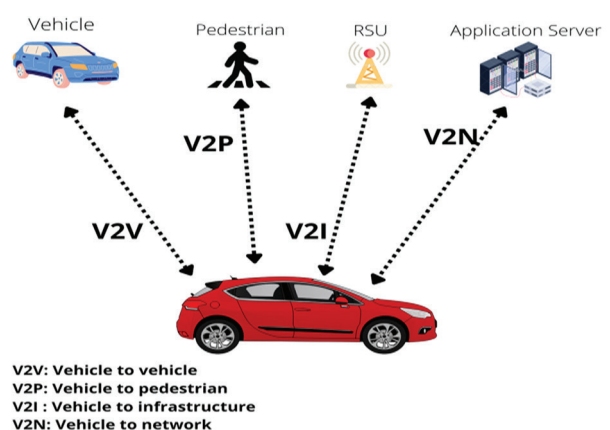 Vehicle
Pedestrian
RSU
Application Server
V2P
V2N
V2V
V2I
V2V: Vehicle to vehicle
V2P: Vehicle to pedestrian
V2I : Vehicle to infrastructure
V2N: Vehicle to network